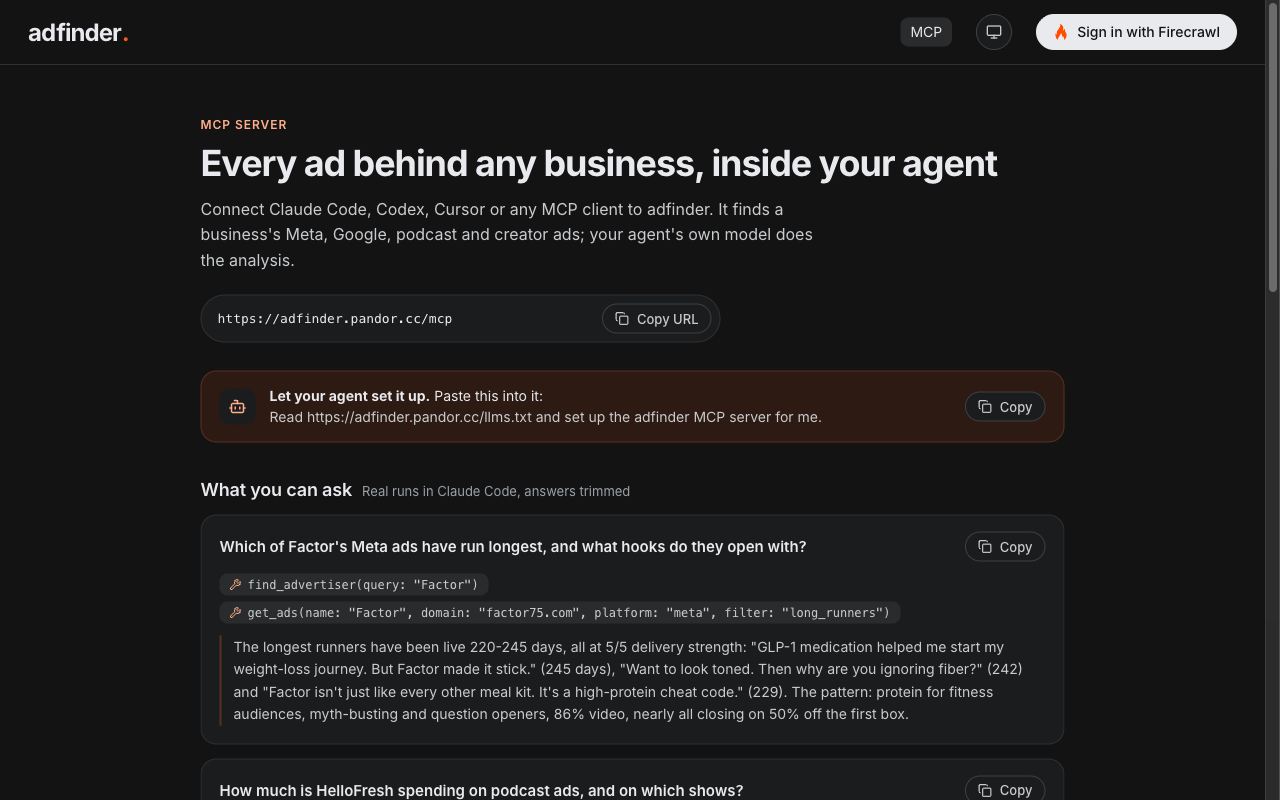 adfinder.
MCP
Sign in with Firecrawl
MCP SERVER
Every ad behind any business, inside your agent
Connect Claude Code, Codex, Cursor or any MCP client to adfinder. It finds a
business's Meta, Google, podcast and creator ads; your agent's own model does
the analysis.
https://adfinder.pandor.cc/mcp
Copy URL
Let your agent set it up. Paste this into it:
Read https://adfinder.pandor.cc/llms.txt and set up the adfinder MCP server for me.
Copy
What you can ask Real runs in Claude Code, answers trimmed
Which of Factor's Meta ads have run longest, and what hooks do they open with?
Copy
find_advertiser(query: "Factor")
get_ads(name: "Factor", domain: "factor75.com", platform: "meta", filter: "long_runners")
The longest runners have been live 220-245 days, all at 5/5 delivery strength: "GLP-1 medication helped me start my
weight-loss journey. But Factor made it stick." (245 days), "Want to look toned. Then why are you ignoring fiber?" (242)
and "Factor isn't just like every other meal kit. It's a high-protein cheat code." (229). The pattern: protein for fitness
audiences, myth-busting and question openers, 86% video, nearly all closing on 50% off the first box.
How much is HelloFresh spending on podcast ads, and on which shows?
Copy